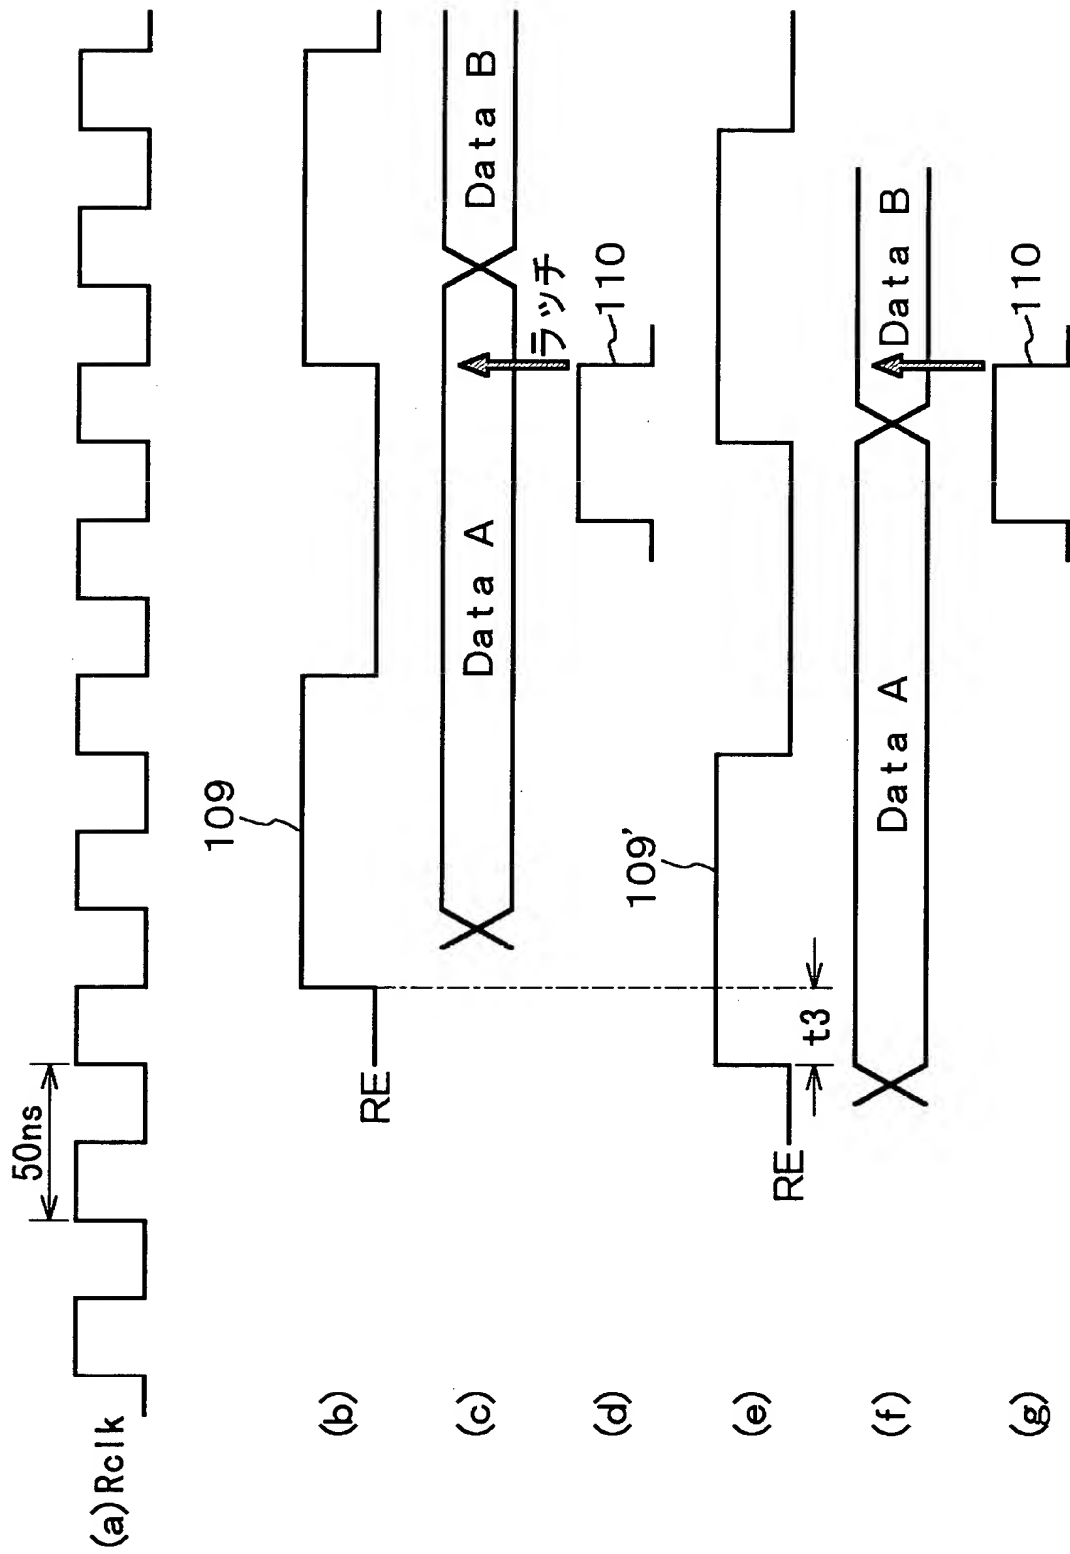 50ns
(a)Rclk
109
RE
(b)
Data A
Data B
(c)
ラッチ
110
(d)
109’
RE
t3
(e)
Data A
Data B
(f)
110
(g)